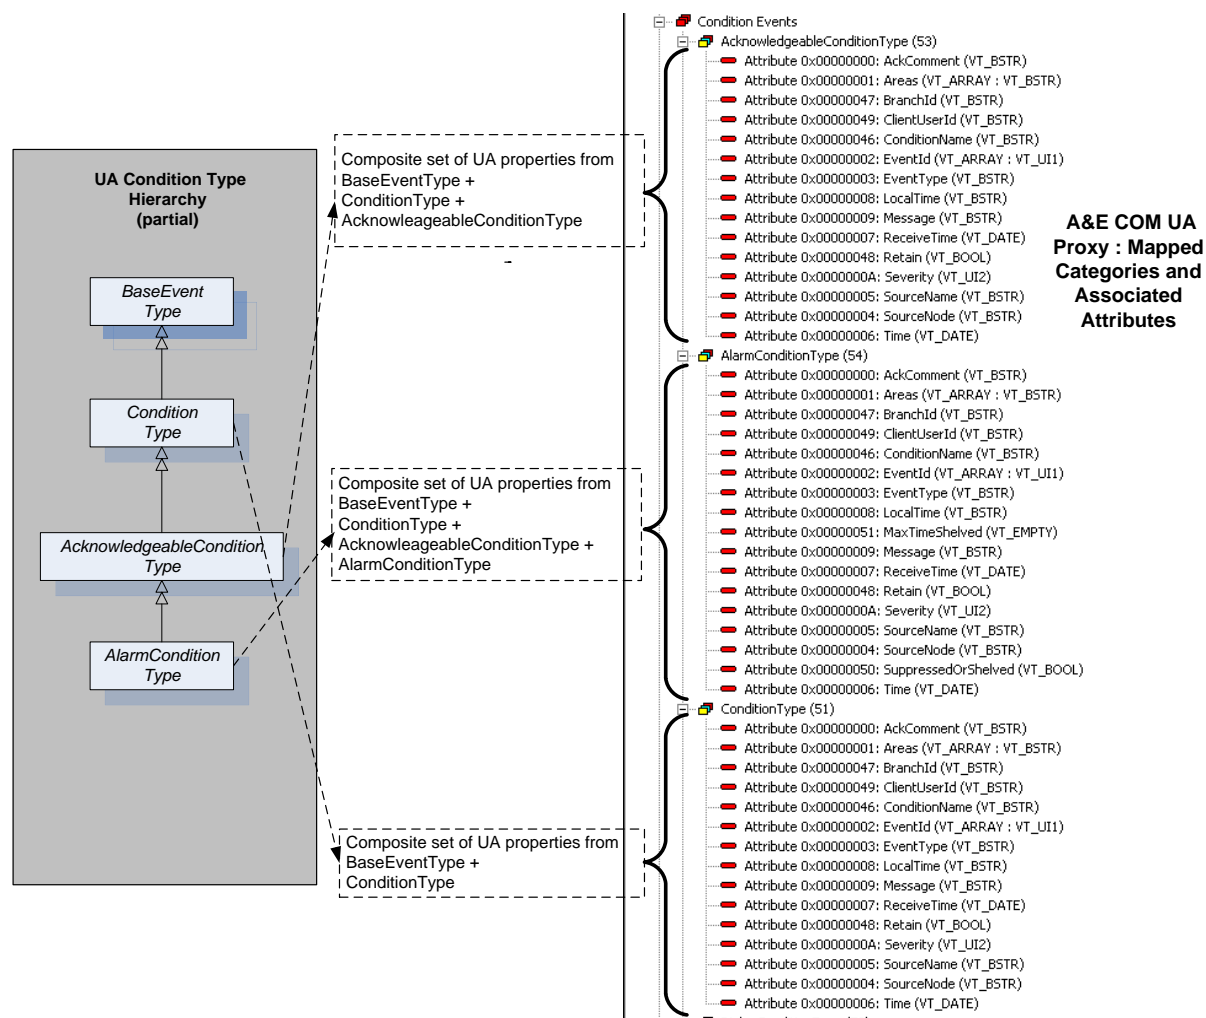 UA Condition Type
Hierarchy
(partial)
BaseEvent
Type
Condition
Type
AcknowledgeableCondition
Type
AlarmCondition
Type
Composite set of UA properties from
BaseEventType +
ConditionType +
AcknowleageableConditionType
Composite set of UA properties from
BaseEventType +
ConditionType +
AcknowleageableConditionType +
AlarmConditionType
Composite set of UA properties from
BaseEventType +
ConditionType
Condition Events
AcknowledgeableConditionType (53)
Attribute 0x00000000: AckComment (VT_BSTR)
Attribute 0x00000001: Areas (VT_ARRAY : VT_BSTR)
Attribute 0x00000047: BranchId (VT_BSTR)
Attribute 0x00000049: ClientUserId (VT_BSTR)
Attribute 0x00000046: ConditionName (VT_BSTR)
Attribute 0x00000002: EventId (VT_ARRAY : VT_UI1)
Attribute 0x00000003: EventType (VT_BSTR)
Attribute 0x00000008: LocalTime (VT_BSTR)
Attribute 0x00000009: Message (VT_BSTR)
Attribute 0x00000007: ReceiveTime (VT_DATE)
Attribute 0x00000048: Retain (VT_BOOL)
Attribute 0x0000000A: Severity (VT_UI2)
Attribute 0x00000005: SourceName (VT_BSTR)
Attribute 0x00000004: SourceNode (VT_BSTR)
Attribute 0x00000006: Time (VT_DATE)
AlarmConditionType (54)
Attribute 0x00000000: AckComment (VT_BSTR)
Attribute 0x00000001: Areas (VT_ARRAY : VT_BSTR)
Attribute 0x00000047: BranchId (VT_BSTR)
Attribute 0x00000049: ClientUserId (VT_BSTR)
Attribute 0x00000046: ConditionName (VT_BSTR)
Attribute 0x00000002: EventId (VT_ARRAY : VT_UI1)
Attribute 0x00000003: EventType (VT_BSTR)
Attribute 0x00000008: LocalTime (VT_BSTR)
Attribute 0x00000051: MaxTimeShelved (VT_EMPTY)
Attribute 0x00000009: Message (VT_BSTR)
Attribute 0x00000007: ReceiveTime (VT_DATE)
Attribute 0x00000048: Retain (VT_BOOL)
Attribute 0x0000000A: Severity (VT_UI2)
Attribute 0x00000005: SourceName (VT_BSTR)
Attribute 0x00000004: SourceNode (VT_BSTR)
Attribute 0x00000050: SuppressedOrShelved (VT_BOOL)
Attribute 0x00000006: Time (VT_DATE)
ConditionType (51)
Attribute 0x00000000: AckComment (VT_BSTR)
Attribute 0x00000001: Areas (VT_ARRAY : VT_BSTR)
Attribute 0x00000047: BranchId (VT_BSTR)
Attribute 0x00000049: ClientUserId (VT_BSTR)
Attribute 0x00000046: ConditionName (VT_BSTR)
Attribute 0x00000002: EventId (VT_ARRAY : VT_UI1)
Attribute 0x00000003: EventType (VT_BSTR)
Attribute 0x00000008: LocalTime (VT_BSTR)
Attribute 0x00000009: Message (VT_BSTR)
Attribute 0x00000007: ReceiveTime (VT_DATE)
Attribute 0x00000048: Retain (VT_BOOL)
Attribute 0x0000000A: Severity (VT_UI2)
Attribute 0x00000005: SourceName (VT_BSTR)
Attribute 0x00000004: SourceNode (VT_BSTR)
Attribute 0x00000006: Time (VT_DATE)
A&E COM UA
Proxy : Mapped
Categories and
Associated
Attributes